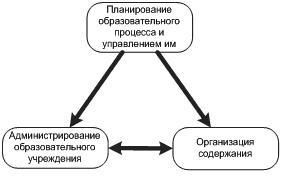 Планирование
образовательного
процесса и
управлением им
Администрирование
образовательного
учреждения
Организация
содержания